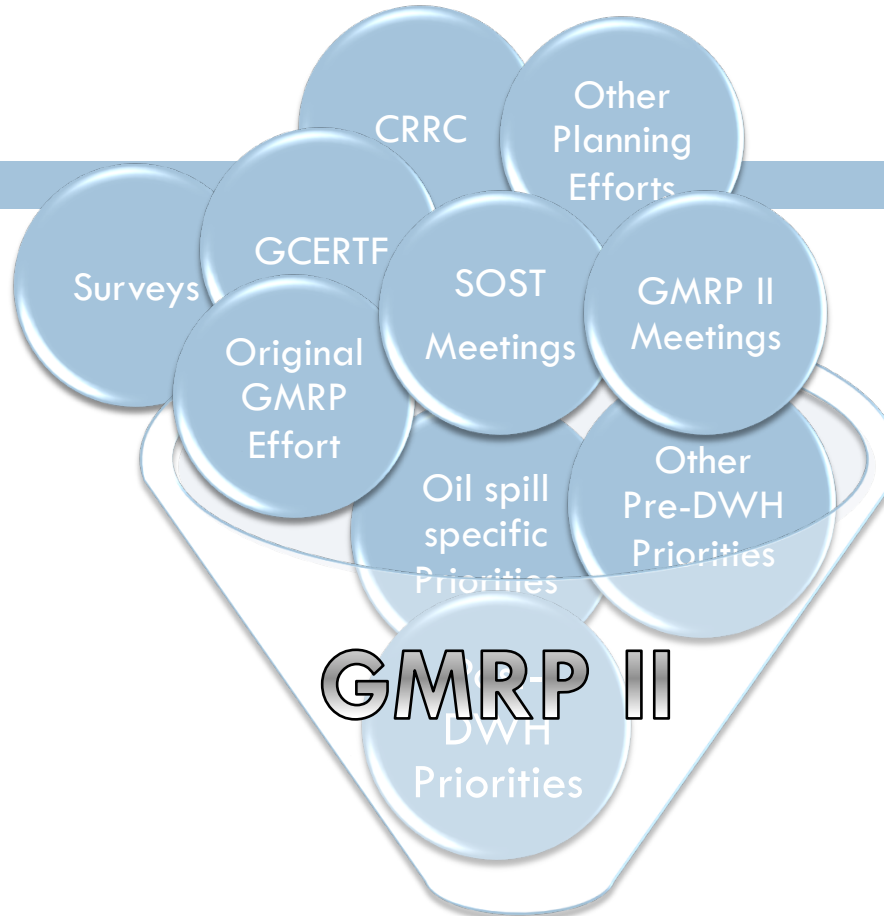 CRRC
Other
Planning
Efforts
GCERTF
Surveys
SOST
Meetings
GMRP II
Meetings
Original
GMRP
Effort
Oil spill
specific
Priorities
Other
Pre-DWH
Priorities
GMRP II
DWH
Priorities